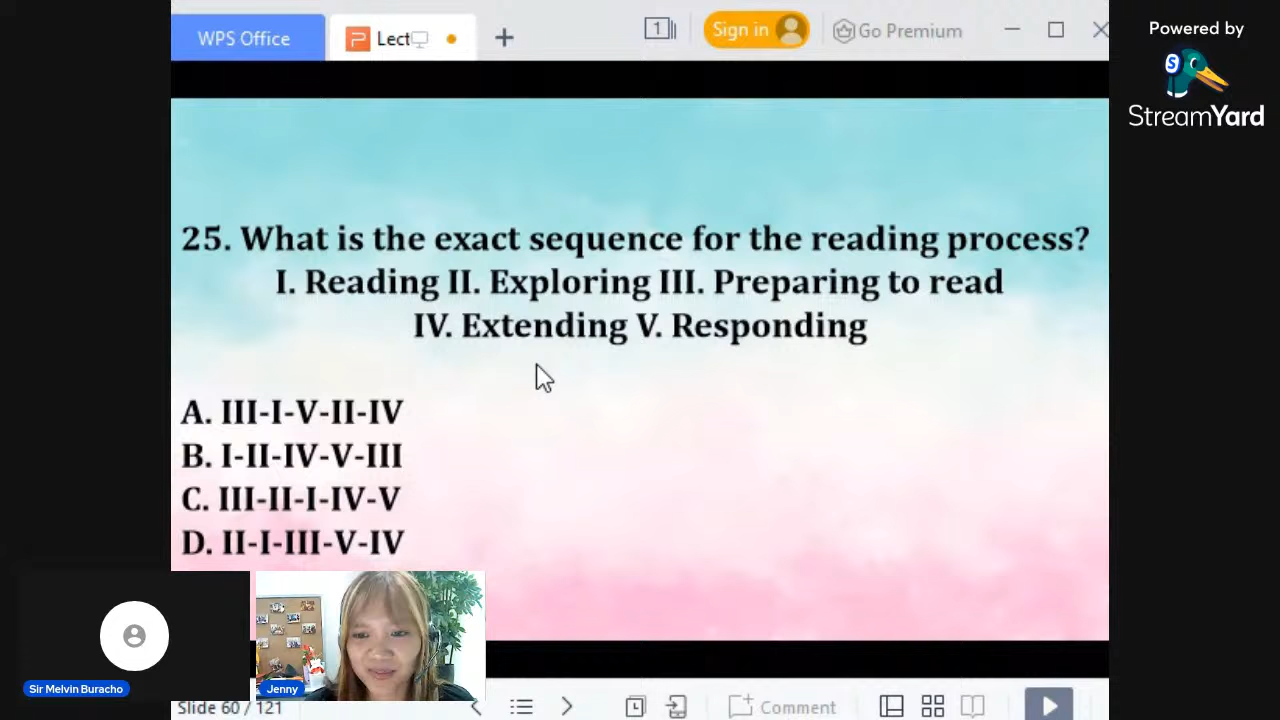 WPS Office
Lect
1
Sign in
Go Premium
Powered by
StreamYard
25. What is the exact sequence for the reading process?
I. Reading II. Exploring III. Preparing to read
IV. Extending V. Responding
A. III-I-V-II-IV
B. I-II-IV-V-III
C. III-II-I-IV-V
D. II-I-III-V-IV
Sir Melvin Buracho
Jenny
Slide 60 / 121
Comment